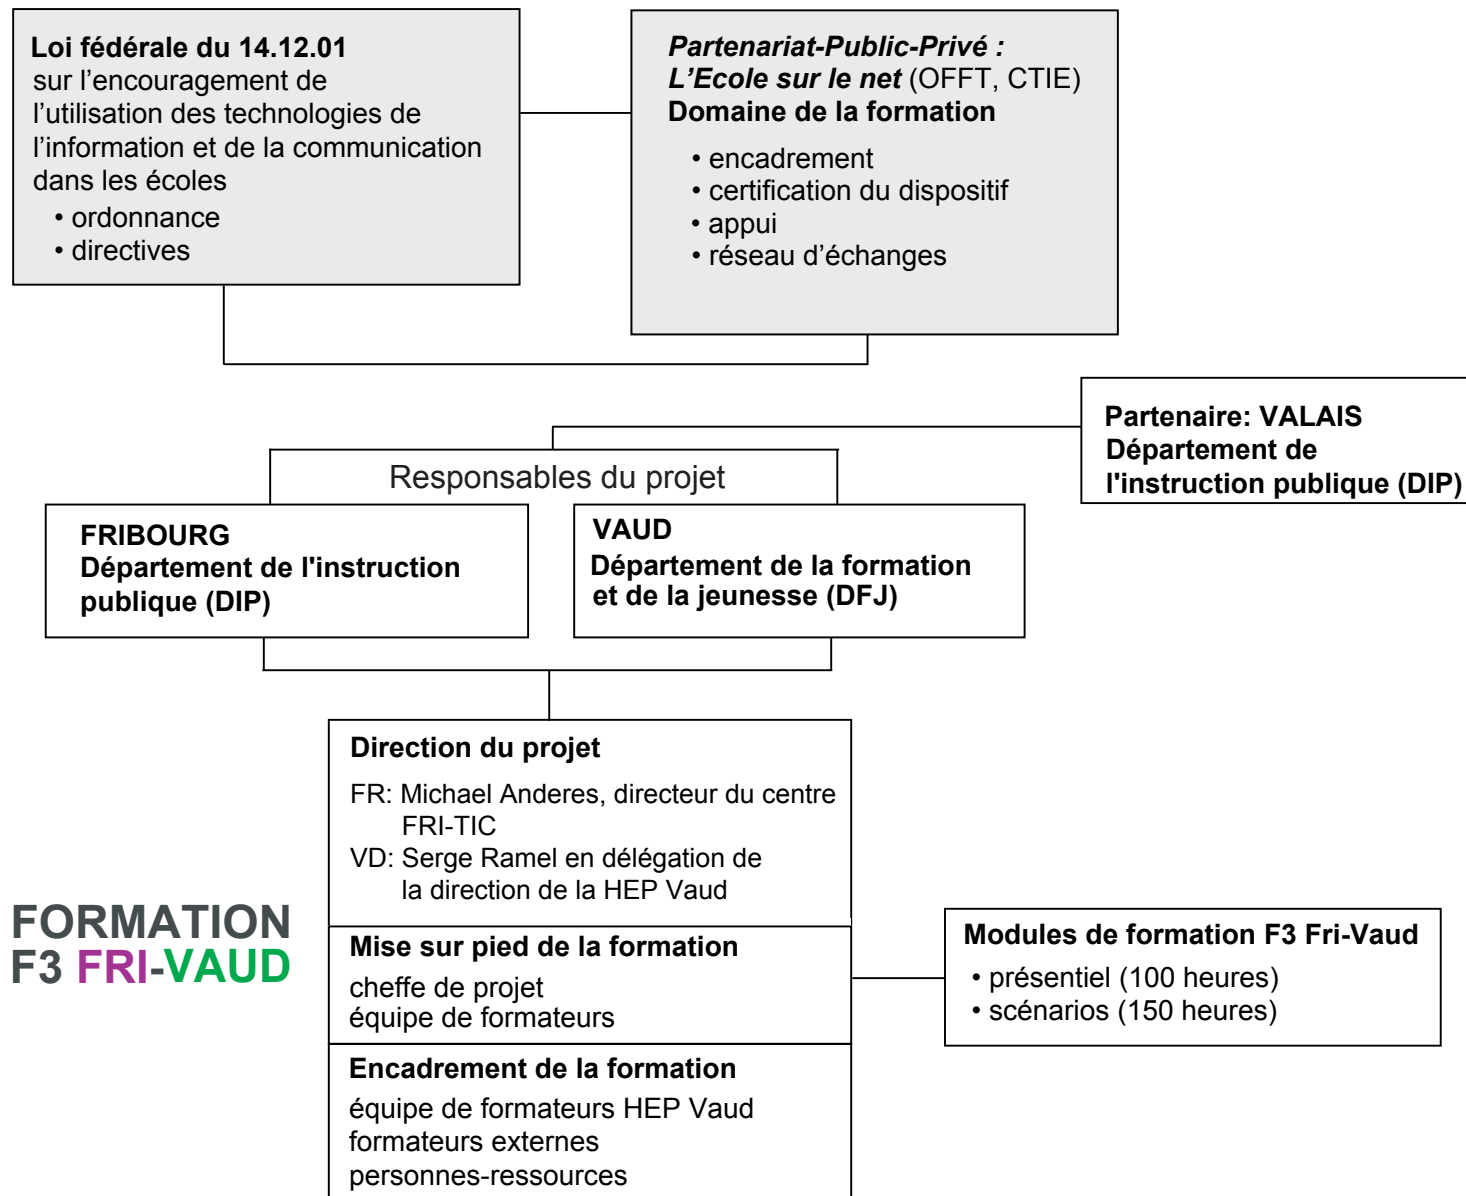 Loi fédérale du 14.12.01
sur l’encouragement de
l’utilisation des technologies de
l’information et de la communication
dans les écoles
• ordonnance
• directives
Partenariat-Public-Privé :
L’Ecole sur le net (OFFT, CTIE)
Domaine de la formation
• encadrement
• certification du dispositif
• appui
• réseau d’échanges
Partenaire: VALAIS
Département de
l'instruction publique (DIP)
Responsables du projet
FRIBOURG
Département de l'instruction
publique (DIP)
VAUD
Département de la formation
et de la jeunesse (DFJ)
Direction du projet
FR: Michael Anderes, directeur du centre
FRI-TIC
VD: Serge Ramel en délégation de
la direction de la HEP Vaud
FORMATION
F3 FRI-VAUD
Mise sur pied de la formation
cheffe de projet
équipe de formateurs
Modules de formation F3 Fri-Vaud
• présentiel (100 heures)
• scénarios (150 heures)
Encadrement de la formation
équipe de formateurs HEP Vaud
formateurs externes
personnes-ressources